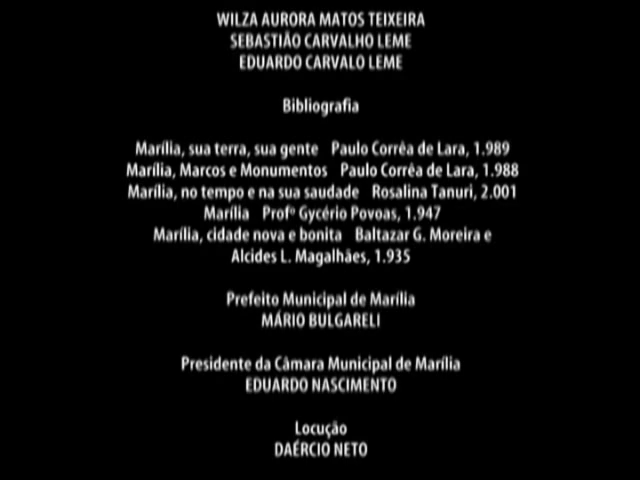 WILZA AURORA MATOS TEIXEIRA
SEBASTIÃO CARVALHO LEME
EDUARDO CARVALO LEME
Bibliografia
Marília, sua terra, sua gente Paulo Corrêa de Lara, 1.989
Marília, Marcos e Monumentos Paulo Corrêa de Lara, 1.988
Marília, no tempo e na sua saudade Rosalina Tanuri, 2.001
Marília Profº Gycério Povoas, 1.947
Marília, cidade nova e bonita Baltazar G. Moreira e
Alcides L. Magalhães, 1.935
Prefeito Municipal de Marília
MÁRIO BULGARELI
Presidente da Câmara Municipal de Marília
EDUARDO NASCIMENTO
Locução
DAÉRCIO NETO